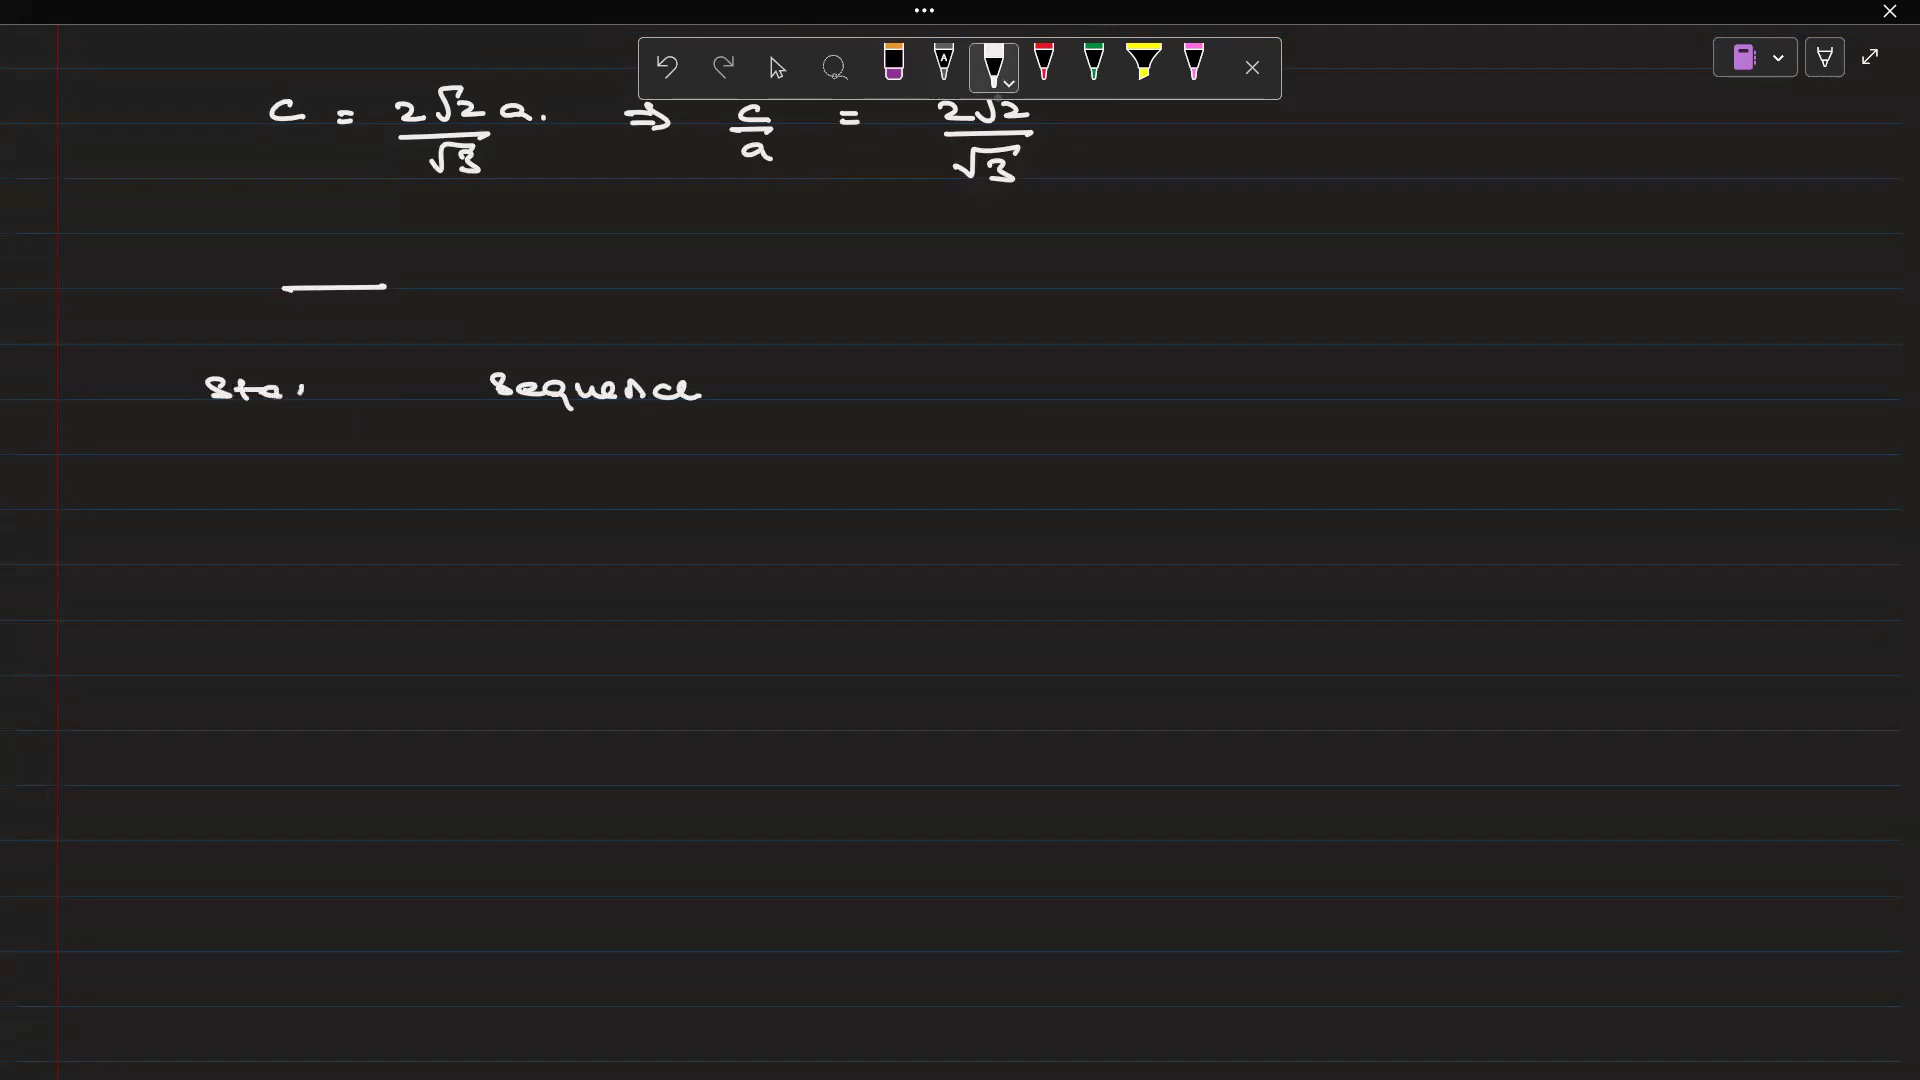 c = 2√2/√3 a. ⇒ c/a = 2√2/√3
Sta. Sequence